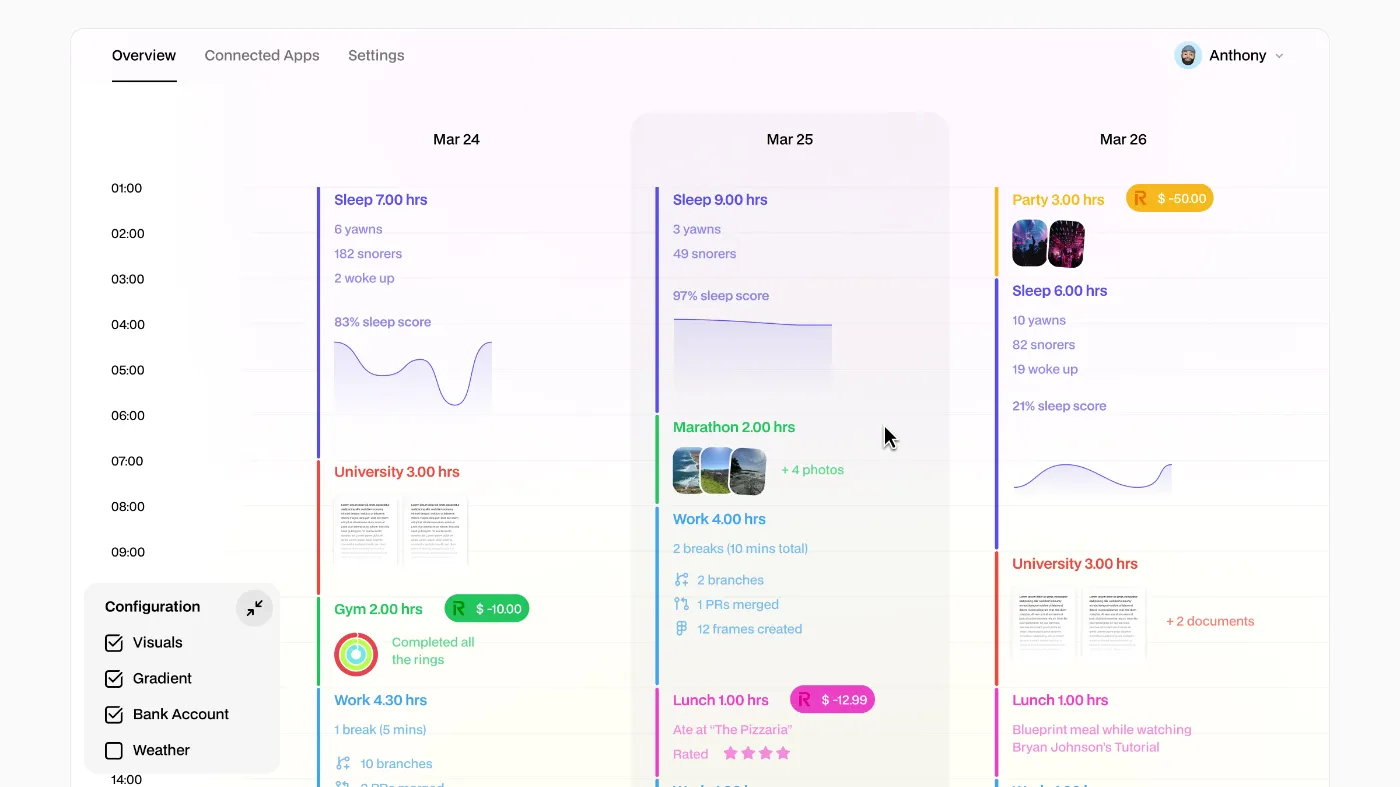 Overview
Connected Apps
Settings
Anthony
Mar 24
Mar 25
Mar 26
01:00
02:00
03:00
04:00
05:00
06:00
07:00
08:00
09:00
14:00
Sleep 7.00 hrs
6 yawns
182 snorers
2 woke up
83% sleep score
University 3.00 hrs
Gym 2.00 hrs
$ -10.00
Completed all
the rings
Work 4.30 hrs
1 break (5 mins)
10 branches
Sleep 9.00 hrs
3 yawns
49 snorers
97% sleep score
Marathon 2.00 hrs
+ 4 photos
Work 4.00 hrs
2 breaks (10 mins total)
2 branches
1 PRs merged
12 frames created
Lunch 1.00 hrs
$ -12.99
Ate at “The Pizzaria”
Rated
Party 3.00 hrs
$ -50.00
Sleep 6.00 hrs
10 yawns
82 snorers
19 woke up
21% sleep score
University 3.00 hrs
+ 2 documents
Lunch 1.00 hrs
Blueprint meal while watching
Bryan Johnson's Tutorial
Configuration
Visuals
Gradient
Bank Account
Weather